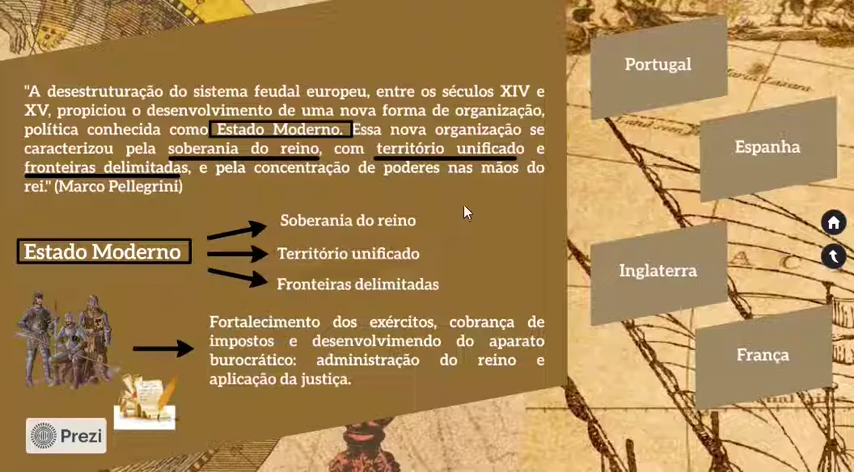 "A desestruturação do sistema feudal europeu, entre os séculos XIV e
XV, propiciou o desenvolvimento de uma nova forma de organização,
política conhecida como Estado Moderno. Essa nova organização se
caracterizou pela soberania do reino, com território unificado e
fronteiras delimitadas, e pela concentração de poderes nas mãos do
rei." (Marco Pellegrini)
Estado Moderno
Soberania do reino
Território unificado
Fronteiras delimitadas
Fortalecimento dos exércitos, cobrança de
impostos e desenvolvimento do aparato
burocrático: administração do reino e
aplicação da justiça.
Prezi
Portugal
Espanha
Inglaterra
França